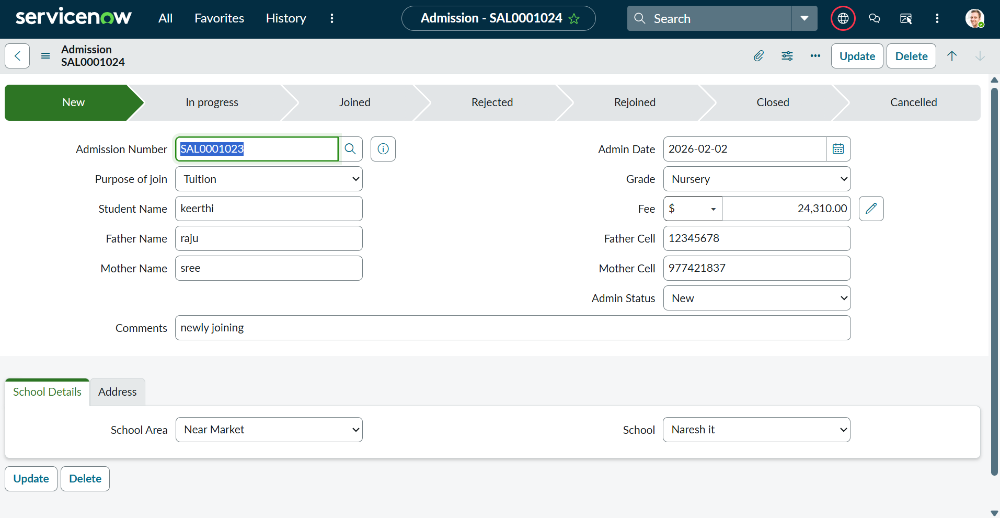 servicenow All Favorites History Admission - SAL0001024 Search
Admission
SAL0001024
Update Delete
New In progress Joined Rejected Rejoined Closed Cancelled
Admission Number SAL0001023 Admin Date 2026-02-02
Purpose of join Tuition Grade Nursery
Student Name keerthi Fee $ 24,310.00
Father Name raju Father Cell 12345678
Mother Name sree Mother Cell 977421837
Admin Status New
Comments newly joining
School Details Address
School Area Near Market School Naresh it
Update Delete